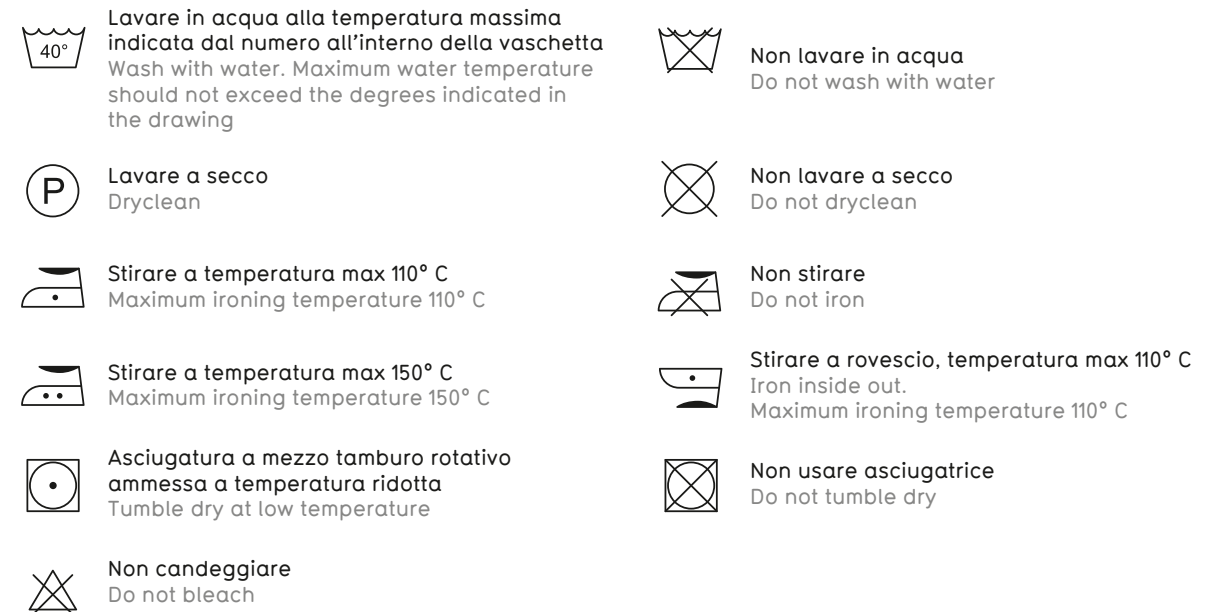 40°
Lavare in acqua alla temperatura massima
indicata dal numero all'interno della vaschetta
Wash with water. Maximum water temperature
should not exceed the degrees indicated in
the drawing
Non lavare in acqua
Do not wash with water
P
Lavare a secco
Dryclean
Non lavare a secco
Do not dryclean
Stirare a temperatura max 110° C
Maximum ironing temperature 110° C
Non stirare
Do not iron
Stirare a temperatura max 150° C
Maximum ironing temperature 150° C
Stirare a rovescio, temperatura max 110° C
Iron inside out.
Maximum ironing temperature 110° C
Asciugatura a mezzo tamburo rotativo
ammessa a temperatura ridotta
Tumble dry at low temperature
Non usare asciugatrice
Do not tumble dry
Non candeggiare
Do not bleach